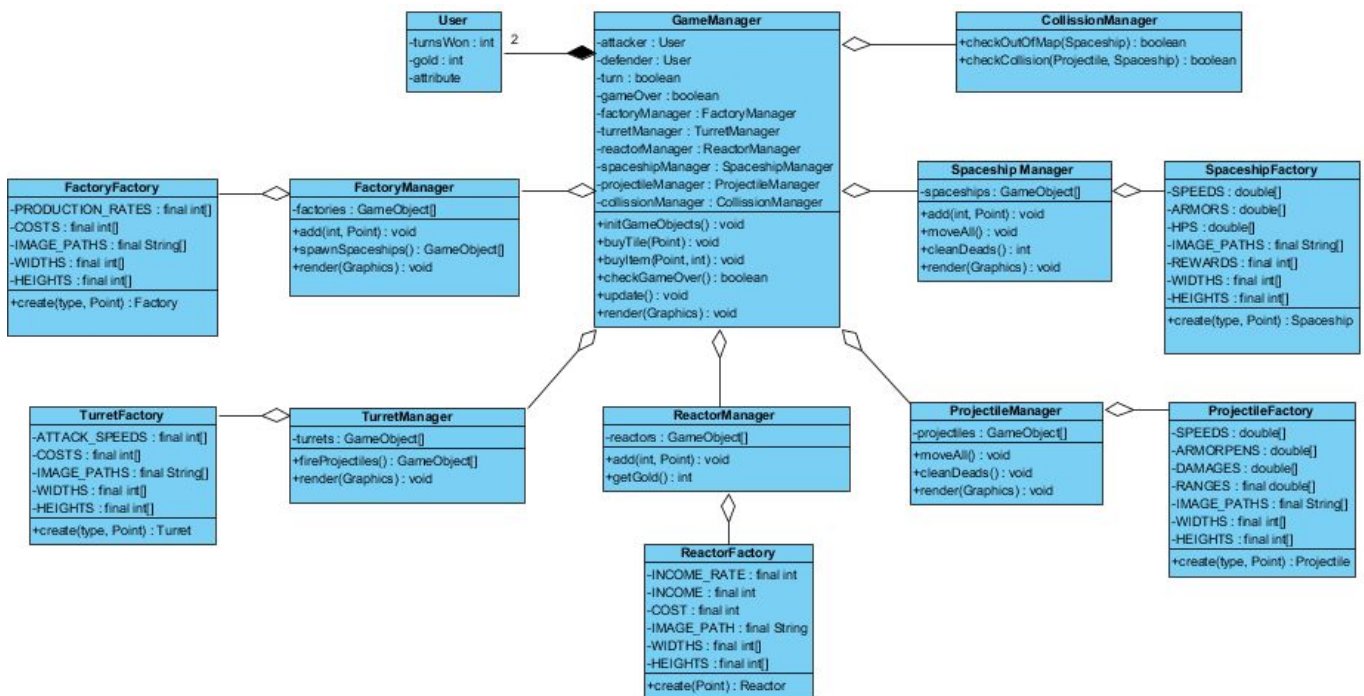 User
-turnsWon : int
-gold : int
-attribute
2
GameManager
-attacker : User
-defender : User
-turn : boolean
-gameOver : boolean
-factoryManager : FactoryManager
-turretManager : TurretManager
-reactorManager : ReactorManager
-spaceshipManager : SpaceshipManager
-projectileManager : ProjectileManager
-collisionManager : CollisionManager
+initGameObjects() : void
+buyTile(Point) : void
+buyItem(Point, int) : void
+checkGameOver() : boolean
+update() : void
+render(Graphics) : void
CollissionManager
+checkOutOfMap(Spaceship) : boolean
+checkCollision(Projectile, Spaceship) : boolean
FactoryFactory
-PRODUCTION_RATES : final int[]
-COSTS : final int[]
-IMAGE_PATHS : final String[]
-WIDTHS : final int[]
-HEIGHTS : final int[]
+create(type, Point) : Factory
FactoryManager
-factories : GameObject[]
+add(int, Point) : void
+spawnSpaceships() : GameObject[]
+render(Graphics) : void
Spaceship Manager
-spaceships : GameObject[]
+add(int, Point) : void
+moveAll() : void
+cleanDeads() : int
+render(Graphics) : void
SpaceshipFactory
-SPEEDS : double[]
-ARMORS : double[]
-HPS : double[]
-IMAGE_PATHS : final String[]
-REWARDS : final int[]
-WIDTHS : final int[]
-HEIGHTS : final int[]
+create(type, Point) : Spaceship
TurretFactory
-ATTACK_SPEEDS : final int[]
-COSTS : final int[]
-IMAGE_PATHS : final String[]
-WIDTHS : final int[]
-HEIGHTS : final int[]
+create(type, Point) : Turret
TurretManager
-turrets : GameObject[]
+fireProjectiles() : GameObject[]
+render(Graphics) : void
ReactorManager
-reactors : GameObject[]
+add(int, Point) : void
+getGold() : int
ProjectileManager
-projectiles : GameObject[]
+moveAll() : void
+cleanDeads() : void
+render(Graphics) : void
ProjectileFactory
-SPEEDS : double[]
-ARMORPENS : double[]
-DAMAGES : double[]
-RANGES : final double[]
-IMAGE_PATHS : final String[]
-WIDTHS : final int[]
-HEIGHTS : final int[]
+create(type, Point) : Projectile
ReactorFactory
-INCOME_RATE : final int
-INCOME : final int
-COST : final int
-IMAGE_PATH : final String
-WIDTHS : final int[]
-HEIGHTS : final int[]
+create(Point) : Reactor